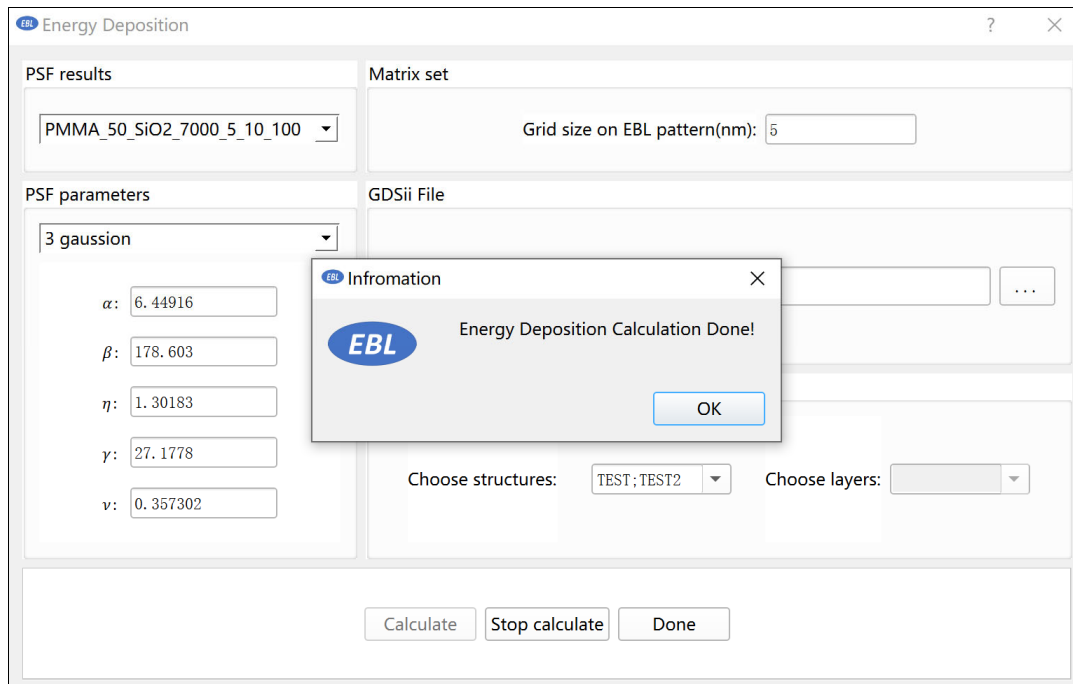 EBL Energy Deposition ?
PSF results
PMMA_50_SiO2_7000_5_10_100
Matrix set
Grid size on EBL pattern(nm): 5
PSF parameters
3 gaussion
α: 6.44916
β: 178.603
η: 1.30183
γ: 27.1778
ν: 0.357302
GDSii File
...
EBL Infromation
EBL
Energy Deposition Calculation Done!
OK
Choose structures: TEST;TEST2 Choose layers:
Calculate Stop calculate Done